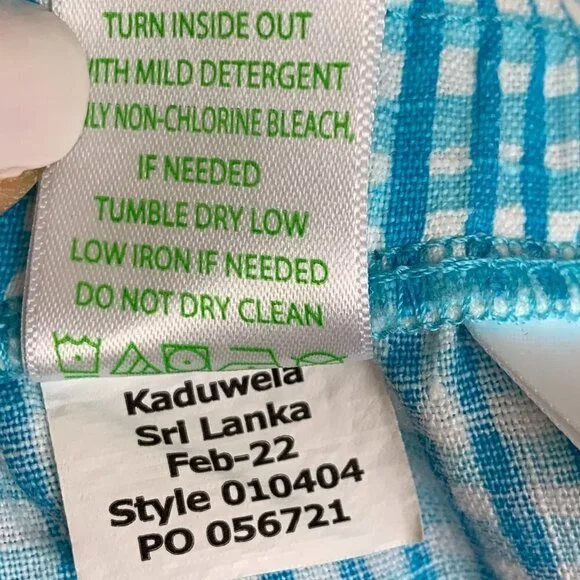 TURN INSIDE OUT
WITH MILD DETERGENT
NON-CHLORINE BLEACH,
IF NEEDED
TUMBLE DRY LOW
LOW IRON IF NEEDED
DO NOT DRY CLEAN
Kaduwela
Sri Lanka
Feb-22
Style 010404
PO 056721